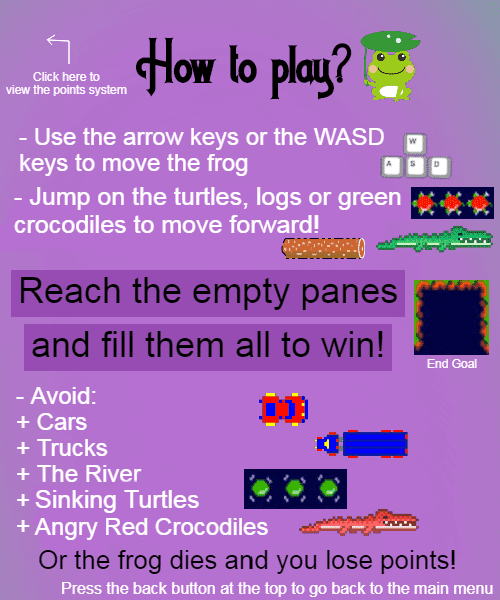 How to play?
Click here to
view the points system
- Use the arrow keys or the WASD
keys to move the frog
W
A S D
- Jump on the turtles, logs or green
crocodiles to move forward!
Reach the empty panes
and fill them all to win!
End Goal
- Avoid:
+ Cars
+ Trucks
+ The River
+ Sinking Turtles
+ Angry Red Crocodiles
Or the frog dies and you lose points!
Press the back button at the top to go back to the main menu